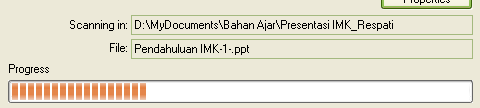 Properties
Scanning in: D:\MyDocuments\Bahan Ajar\Presentasi IMK_Respati
File: Pendahuluan IMK-1-.ppt
Progress